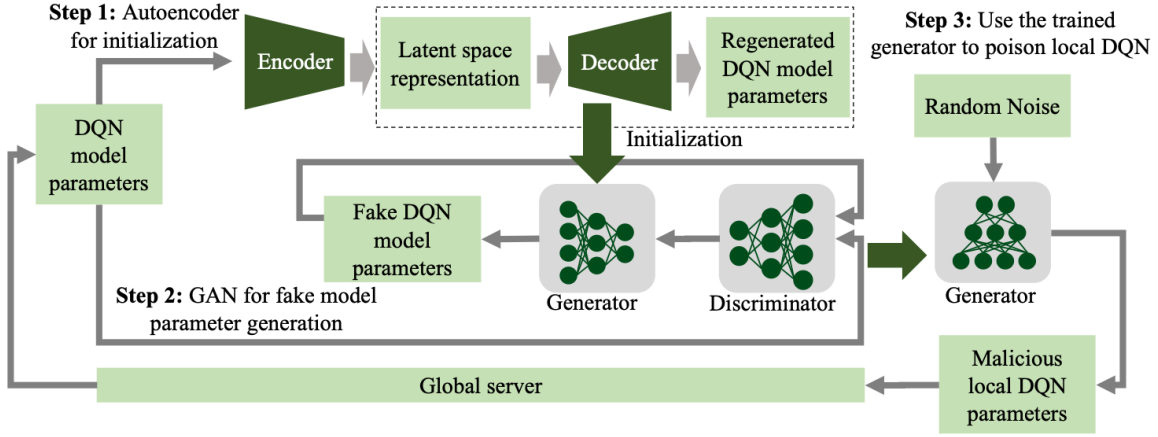 Step 1: Autoencoder
for initialization
Encoder
Latent space
representation
Decoder
Regenerated
DQN model
parameters
Step 3: Use the trained
generator to poison local DQN
Random Noise
DQN
model
parameters
Initialization
Fake DQN
model
parameters
Generator
Discriminator
Generator
Step 2: GAN for fake model
parameter generation
Global server
Malicious
local DQN
parameters